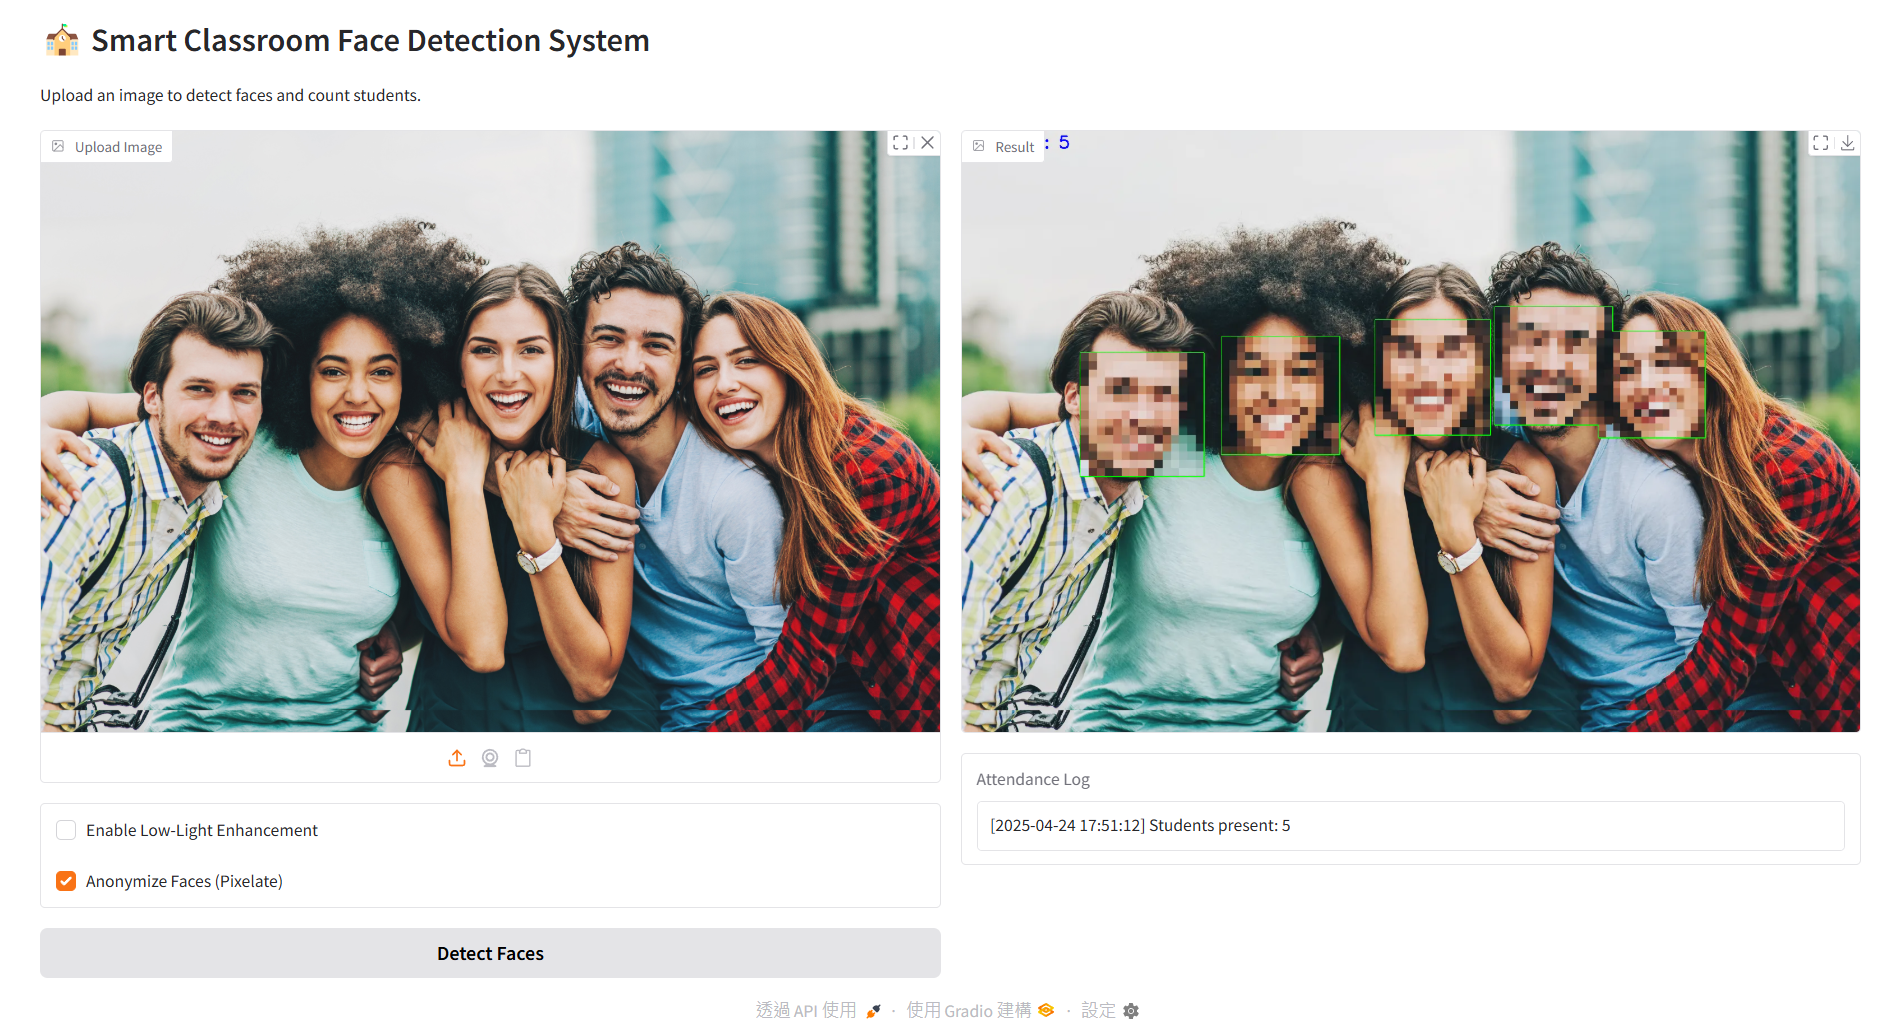 Smart Classroom Face Detection System
Upload an image to detect faces and count students.
Upload Image
Result
: 5
Attendance Log
[2025-04-24 17:51:12] Students present: 5
Enable Low-Light Enhancement
Anonymize Faces (Pixelate)
Detect Faces
透過 API 使用 · 使用 Gradio 建構 · 設定